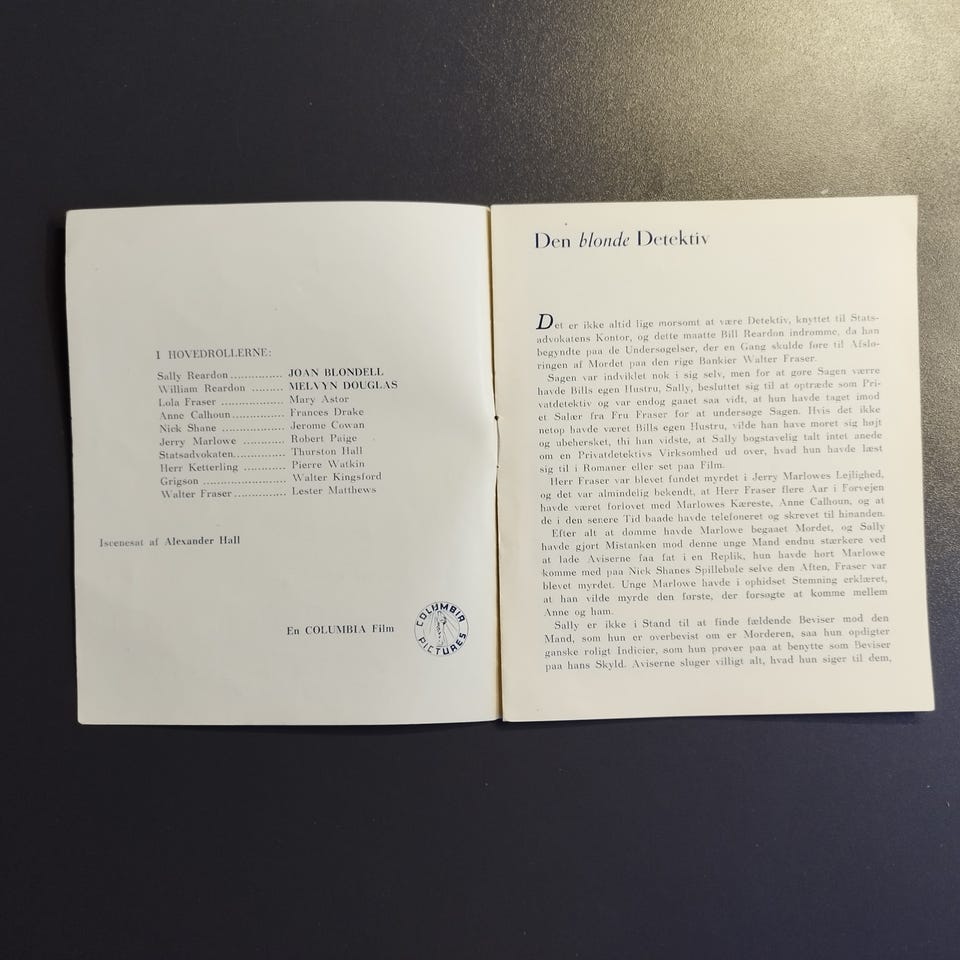 I HOVEDROLLERNE:
Sally Reardon ............. JOAN BLONDELL
William Reardon ......... MELVYN DOUGLAS
Lola Fraser .................. Mary Astor
Anne Calhoun ............... Frances Drake
Nick Shane .................. Jerome Cowan
Jerry Marlowe ............ Robert Paige
Statsadvokaten ............. Thurston Hall
Herr Ketterling ............ Pierre Watkin
Grigson ..................... Walter Kingsford
Walter Fraser ............... Lester Matthews
Iscenesat af Alexander Hall
En COLUMBIA Film
COLUMBIA
PICTURES
Den blonde Detektiv
Det er ikke altid lige morsomt at være Detektiv, knyttet til Stats-
advokatens Kontor, og dette maatte Bill Reardon indrømme, da han
begyndte paa de Undersøgelser, der en Gang skulde føre til Afslø-
ringen af Mordet paa den rige Bankier Walter Fraser.
Sagen var indviklet nok i sig selv, men for at gøre Sagen værre
havde Bills egen Hustru, Sally, besluttet sig til at optræde som Pri-
vatdetektiv og var endog gaaet saa vidt, at hun havde taget imod
et Salær fra Fru Fraser for at undersøge Sagen. Hvis det ikke
netop havde været Bills egen Hustru, vilde han have moret sig højt
og ubehersket, thi han vidste, at Sally bogstavelig talt intet anede
om en Privatdetektivs Virksomhed ud over, hvad hun havde læst
sig til i Romaner eller set paa Film.
Herr Fraser var blevet fundet myrdet i Jerry Marlowes Lejlighed,
og det var almindelig bekendt, at Herr Fraser flere Aar i Forvejen
havde været forlovet med Marlowes Kæreste, Anne Calhoun, og at
de i den senere Tid baade havde telefoneret og skrevet til hinanden.
Efter alt at dømme havde Marlowe begaaet Mordet, og Sally
havde gjort Mistanken mod denne unge Mand endnu stærkere ved
at lade Aviserne faa fat i en Replik, hun havde hørt Marlowe
komme med paa Nick Shanes Spillebule selve den Aften, Fraser var
blevet myrdet. Unge Marlowe havde i ophidset Stemning erklæret,
at han vilde myrde den første, der forsøgte at komme mellem
Anne og ham.
Sally er ikke i Stand til at finde fældende Beviser mod den
Mand, som hun er overbevist om er Morderen, saa hun opdigter
ganske roligt Indicier, som hun prøver paa at benytte som Beviser
paa hans Skyld. Aviserne sluger villigt alt, hvad hun siger til dem,